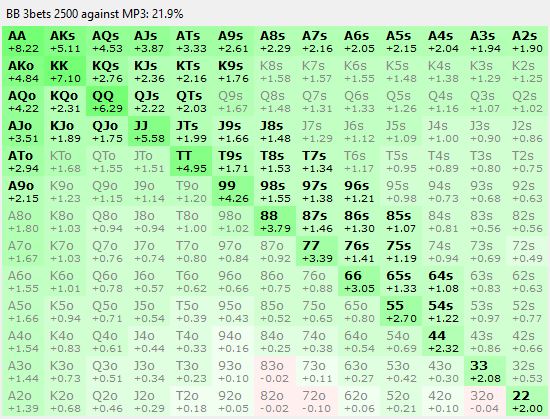 BB 3bets 2500 against MP3: 21.9%
AA AKs AQs AJs ATs A9s A8s A7s A6s A5s A4s A3s A2s
+8.22 +5.11 +4.53 +3.87 +3.33 +2.61 +2.29 +2.16 +2.05 +2.15 +2.04 +1.94 +1.90
AKo KK KQs KJs KTs K9s K8s K7s K6s K5s K4s K3s K2s
+4.84 +7.10 +2.76 +2.36 +2.16 +1.76 +1.58 +1.57 +1.55 +1.48 +1.38 +1.29 +1.25
AQo KQo QQ QJs QTs Q9s Q8s Q7s Q6s Q5s Q4s Q3s Q2s
+4.22 +2.31 +6.29 +2.22 +2.03 +1.67 +1.48 +1.31 +1.33 +1.26 +1.16 +1.07 +1.02
AJo KJo QJo JJ JTs J9s J8s J7s J6s J5s J4s J3s J2s
+3.51 +1.89 +1.75 +5.58 +1.99 +1.66 +1.48 +1.29 +1.12 +1.09 +1.00 +0.90 +0.86
ATo KTo QTo JTo TT T9s T8s T7s T6s T5s T4s T3s T2s
+2.94 +1.68 +1.55 +1.51 +4.95 +1.71 +1.53 +1.34 +1.17 +0.95 +0.89 +0.80 +0.75
A9o K9o Q9o J9o T9o 99 98s 97s 96s 95s 94s 93s 92s
+2.15 +1.23 +1.15 +1.14 +1.20 +4.26 +1.55 +1.38 +1.21 +0.98 +0.73 +0.68 +0.63
A8o K8o Q8o J8o T8o 98o 88 87s 86s 85s 84s 83s 82s
+1.80 +1.03 +0.94 +0.94 +1.00 +1.02 +3.79 +1.46 +1.30 +1.07 +0.81 +0.56 +0.56
A7o K7o Q7o J7o T7o 97o 87o 77 76s 75s 74s 73s 72s
+1.67 +1.03 +0.76 +0.74 +0.80 +0.84 +0.92 +3.39 +1.41 +1.19 +0.94 +0.69 +0.49
A6o K6o Q6o J6o T6o 96o 86o 76o 66 65s 64s 63s 62s
+1.55 +1.01 +0.78 +0.55 +0.62 +0.66 +0.75 +0.88 +3.05 +1.33 +1.08 +0.83 +0.63
A5o K5o Q5o J5o T5o 95o 85o 75o 65o 55 54s 53s 52s
+1.66 +0.94 +0.71 +0.54 +0.39 +0.43 +0.52 +0.65 +0.80 +2.70 +1.22 +0.97 +0.77
A4o K4o Q4o J4o T4o 94o 84o 74o 64o 54o 44 43s 42s
+1.54 +0.83 +0.61 +0.44 +0.33 +0.16 +0.25 +0.38 +0.54 +0.69 +2.32 +0.86 +0.66
A3o K3o Q3o J3o T3o 93o 83o 73o 63o 53o 43o 33 32s
+1.44 +0.73 +0.51 +0.34 +0.23 +0.10 -0.02 +0.11 +0.27 +0.42 +0.30 +2.08 +0.53
A2o K2o Q2o J2o T2o 92o 82o 72o 62o 52o 42o 32o 22
+1.39 +0.68 +0.46 +0.29 +0.18 +0.05 -0.02 -0.10 +0.06 +0.21 +0.10 -0.04 +2.00